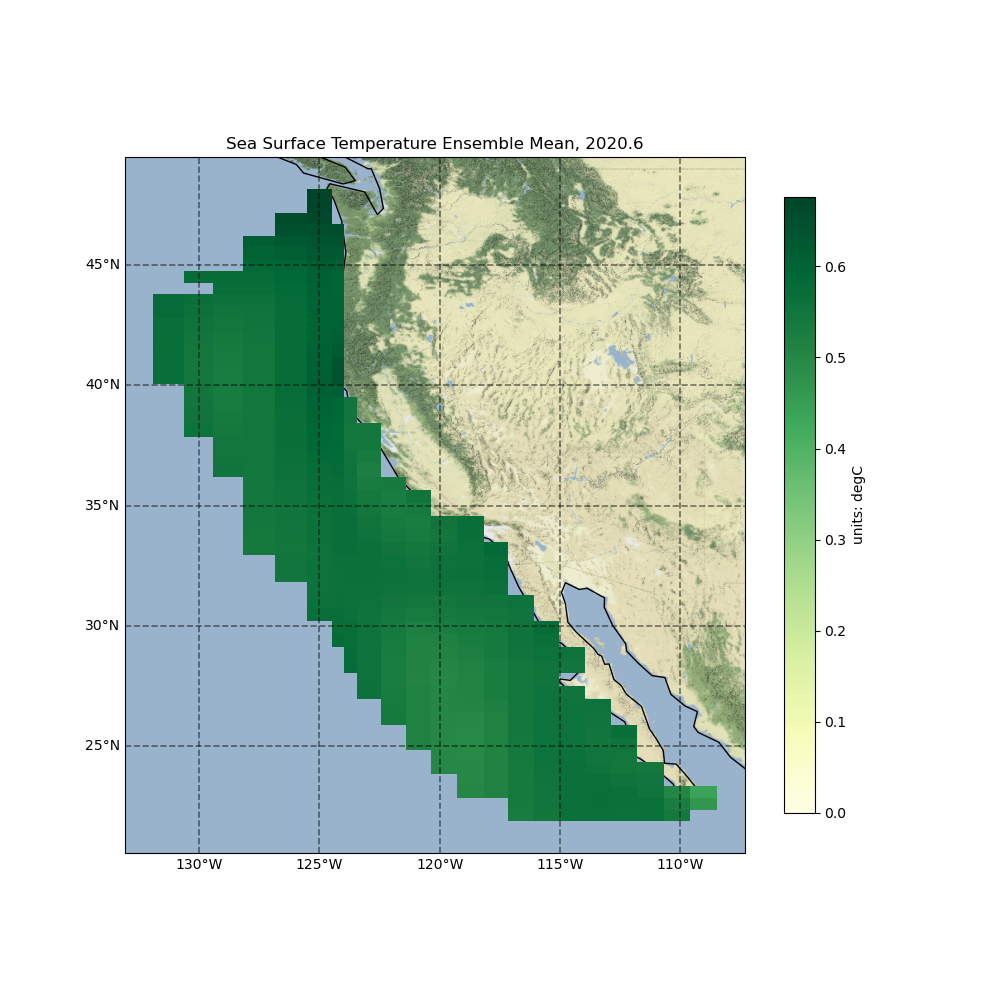 Sea Surface Temperature Ensemble Mean, 2020.6
45°N
40°N
35°N
30°N
25°N
130°W 125°W 120°W 115°W 110°W
0.6
0.5
0.4
0.3
0.2
0.1
0.0
units: degC